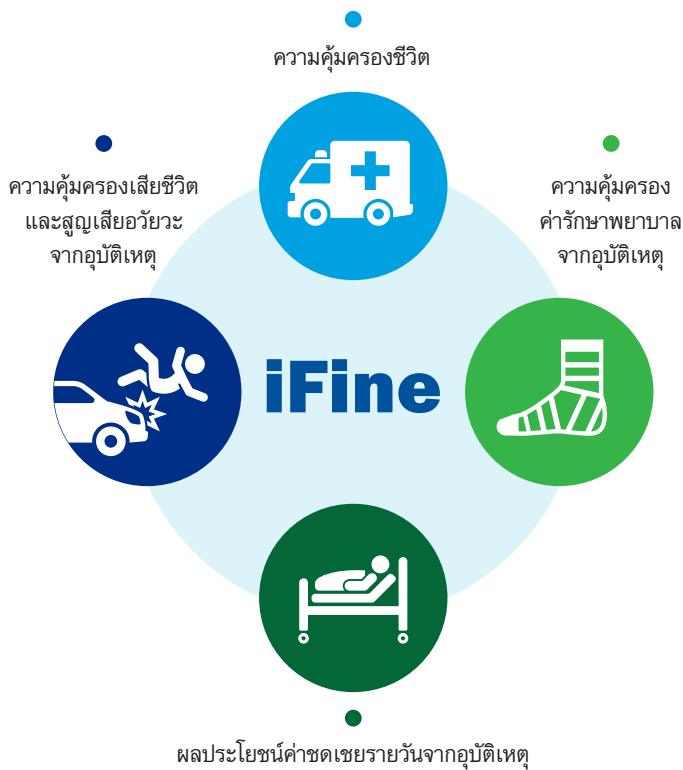 ความคุ้มครองชีวิต
ความคุ้มครองเสียชีวิต
และสูญเสียอวัยวะ
จากอุบัติเหตุ
ความคุ้มครอง
ค่ารักษาพยาบาล
จากอุบัติเหตุ
iFine
ผลประโยชน์ค่าชดเชยรายวันจากอุบัติเหตุ